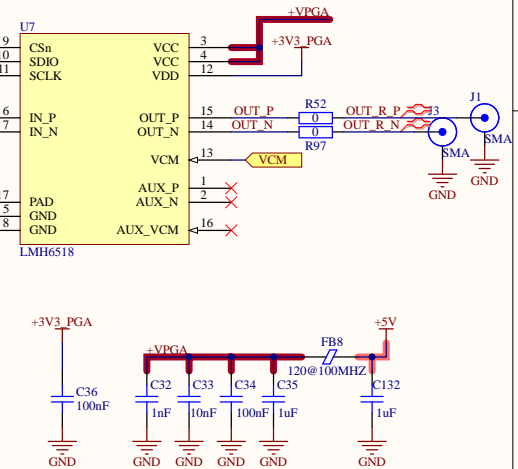 U7
+VPGA
9 CSn VCC 3 +3V3_PGA
10 SDIO VCC 4
11 SCLK VDD 12
6 IN_P OUT_P 15 OUT_P R52 0 OUT_R_P J3 J1
7 IN_N OUT_N 14 OUT_N 0 OUT_R_N
R97 SMA SMA
VCM 13 VCM
GND GND
AUX_P 1
17 PAD AUX_N 2
5 GND
8 GND AUX_VCM 16
LMH6518
+3V3_PGA +5V
+VPGA FB8
120@100MHZ
C36 C32 C33 C34 C35 C132
100nF 1nF 10nF 100nF 1uF 1uF
GND GND GND GND GND GND